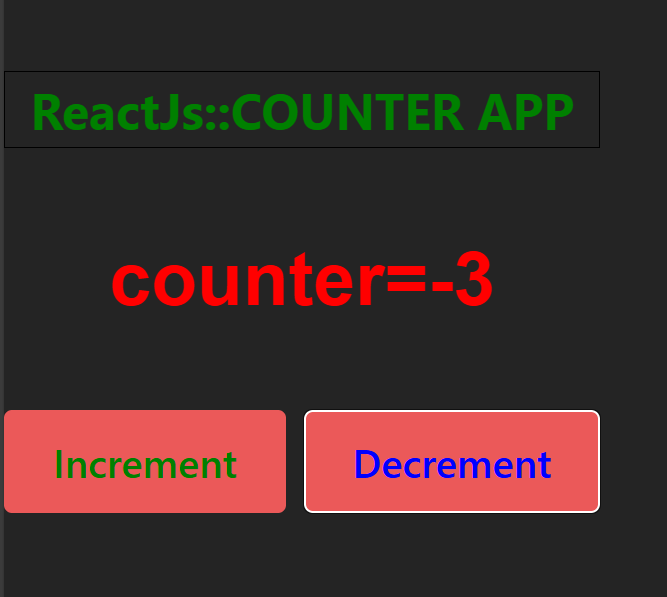 ReactJs::COUNTER APP
counter=-3
Increment
Decrement